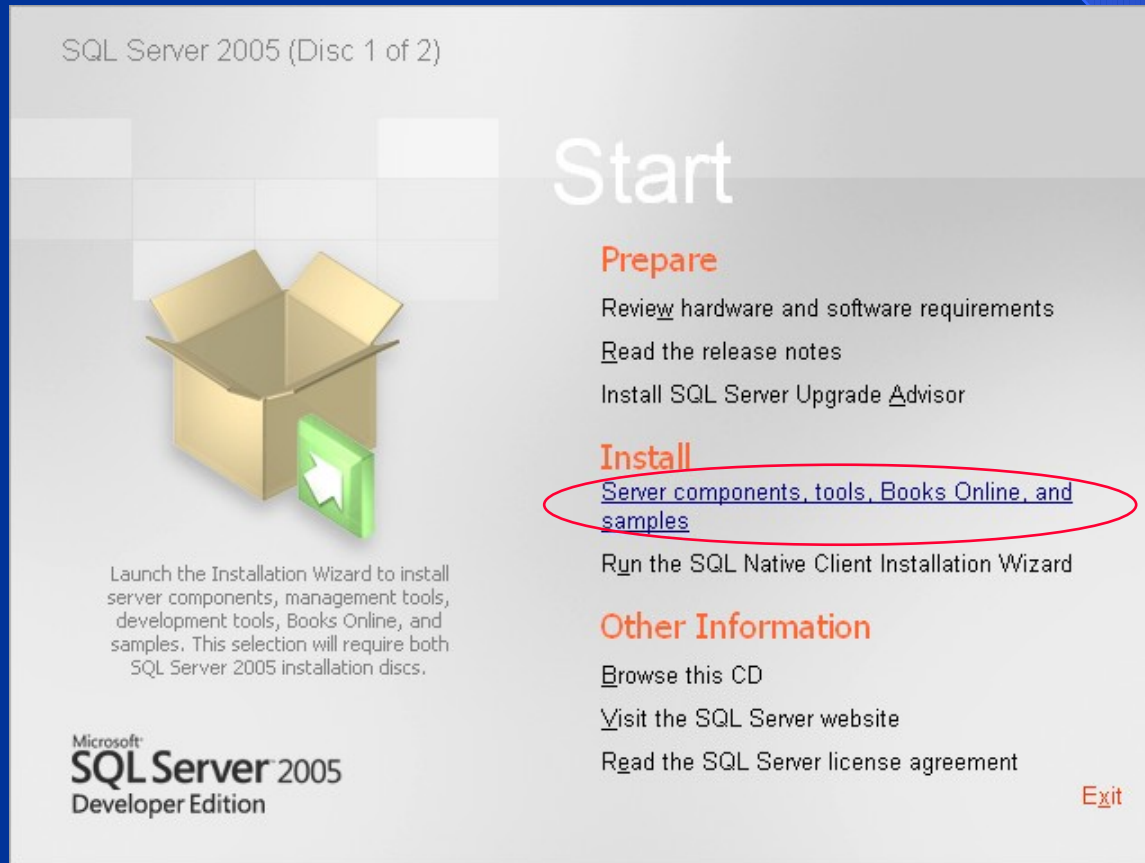 SQL Server 2005 (Disc 1 of 2)
Start
Prepare
Review hardware and software requirements
Read the release notes
Install SQL Server Upgrade Advisor
Install
Server components, tools, Books Online, and
samples
Run the SQL Native Client Installation Wizard
Other Information
Browse this CD
Visit the SQL Server website
Read the SQL Server license agreement
Exit
Launch the Installation Wizard to install
server components, management tools,
development tools, Books Online, and
samples. This selection will require both
SQL Server 2005 installation discs.
Microsoft
SQL Server 2005
Developer Edition